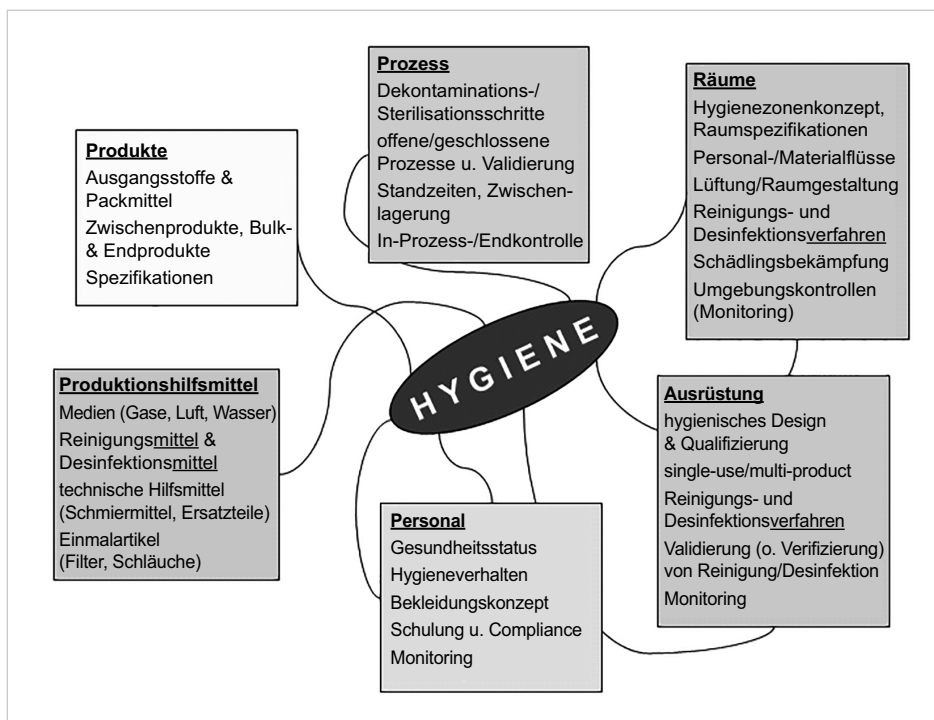 Prozess
Dekontaminations-/
Sterilisationsschritte
offene/geschlossene
Prozesse u. Validierung
Standzeiten, Zwischen-
lagerung
In-Prozess-/Endkontrolle
Räume
Hygienezonenkonzept,
Raumspezifikationen
Personal-/Materialflüsse
Lüftung/Raumgestaltung
Reinigungs- und
Desinfektionsverfahren
Schädlingsbekämpfung
Umgebungskontrollen
(Monitoring)
Produkte
Ausgangsstoffe &
Packmittel
Zwischenprodukte, Bulk-
& Endprodukte
Spezifikationen
HYGIENE
Produktionshilfsmittel
Medien (Gase, Luft, Wasser)
Reinigungsmittel &
Desinfektionsmittel
technische Hilfsmittel
(Schmiermittel, Ersatzteile)
Einmalartikel
(Filter, Schläuche)
Ausrüstung
hygienisches Design
& Qualifizierung
single-use/multi-product
Reinigungs- und
Desinfektionsverfahren
Validierung (o. Verifizierung)
von Reinigung/Desinfektion
Monitoring
Personal
Gesundheitsstatus
Hygieneverhalten
Bekleidungskonzept
Schulung u. Compliance
Monitoring